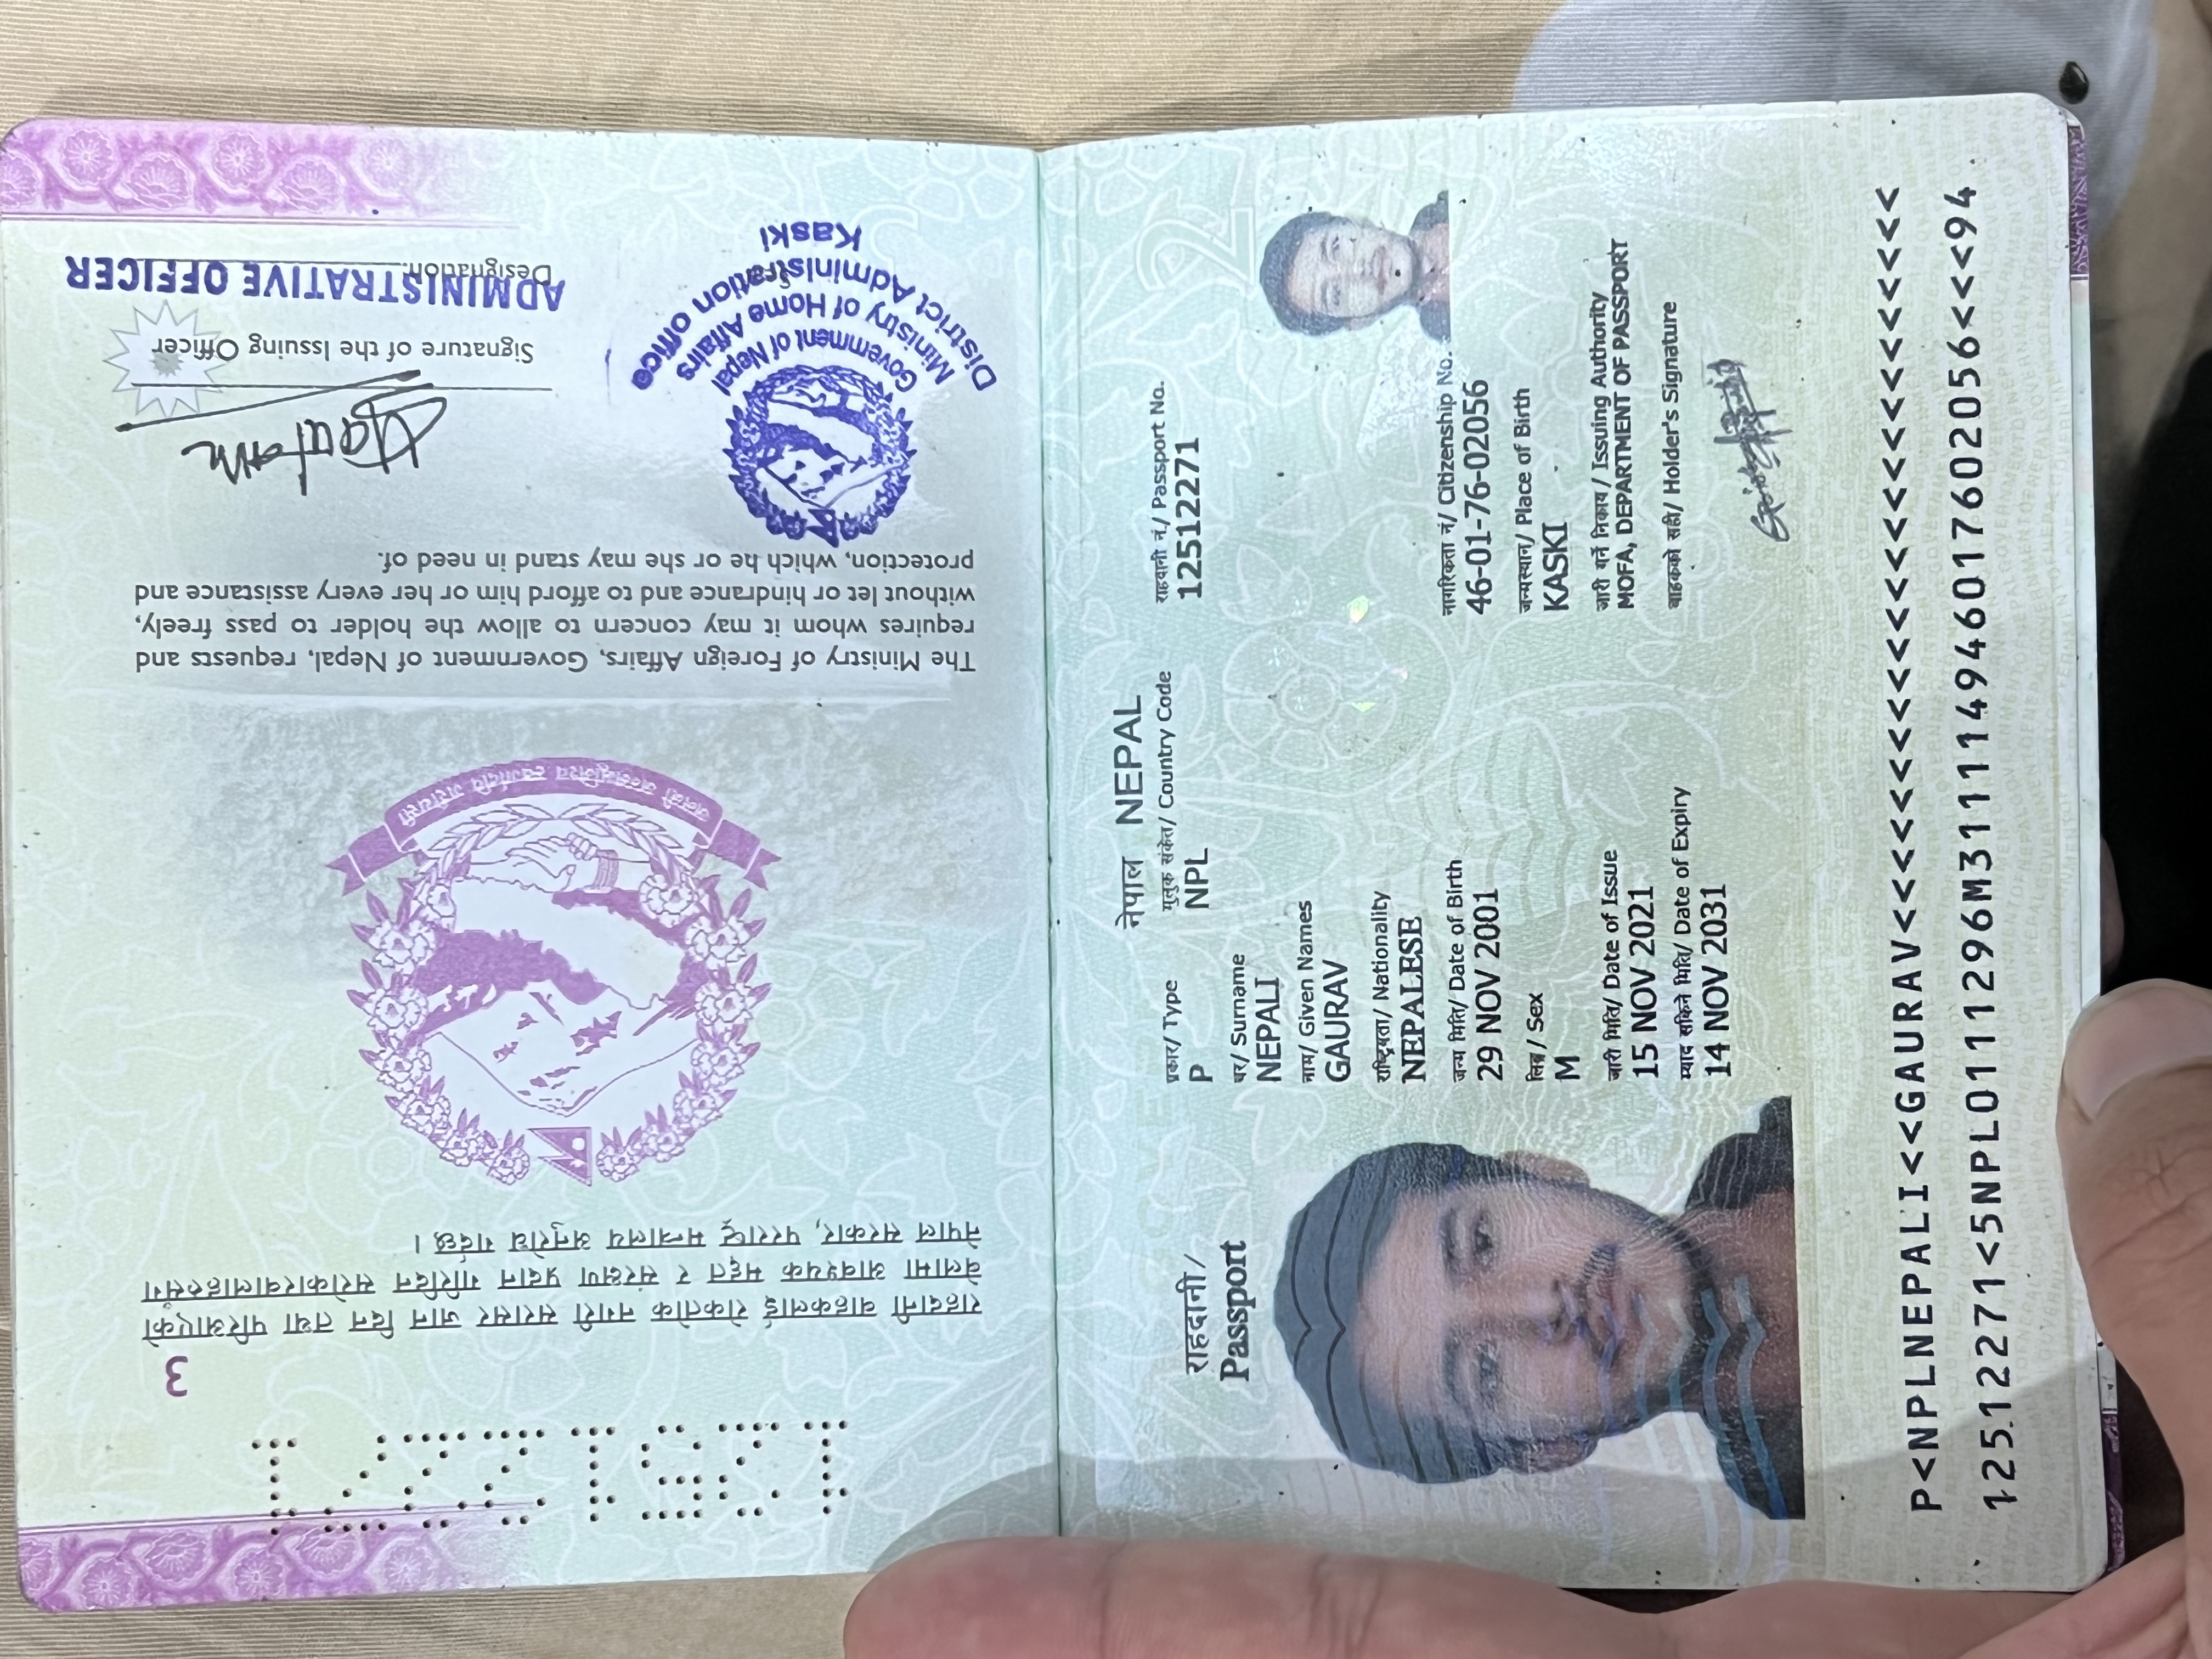 12512271
3
राहदानी बाहकलाई रोकतोक नगरी सरासर जान दिन तथा परिआएको
बेलामा आवश्यक मद्दत र संरक्षण प्रदान गरिदिन सरोकारवालाहरुसंग
नेपाल सरकार, परराष्ट्र मन्त्रालय अनुरोध गर्दछ ।
जननी जन्मभूमिश्च स्वर्गादपि गरीयसी
The Ministry of Foreign Affairs, Government of Nepal, requests and
requires whom it may concern to allow the holder to pass freely,
without let or hindrance and to afford him or her every assistance and
protection, which he or she may stand in need of.
Signature of the Issuing Officer
ADMINISTRATIVE OFFICER
Designation
Government of Nepal
Ministry of Home Affairs
District Administration office
Kaski
नेपाल NEPAL
राहदानी/
Passport
प्रकार/ Type
P
मुलुक संकेत/ Country Code
NPL
राहदानी नं./ Passport No.
12512271
2
थर/ Surname
NEPALI
नाम/ Given Names
GAURAV
राष्ट्रियता/ Nationality
NEPALESE
जन्म मिति/ Date of Birth
29 NOV 2001
नागरिकता नं/ Citizenship No.
46-01-76-02056
लिङ्ग/ Sex
M
जन्मस्थान/ Place of Birth
KASKI
जारी मिति/ Date of Issue
15 NOV 2021
जारी गर्ने निकाय/ Issuing Authority
MOFA, DEPARTMENT OF PASSPORT
म्याद सकिने मिति/ Date of Expiry
14 NOV 2031
बाहकको सही/ Holder's Signature
P<NPLNEPALI<<GAURAV<<<<<<<<<<<<<<<<<<<<<<<<<
12512271<5NPL0111296M31111494601760205​6<<<94